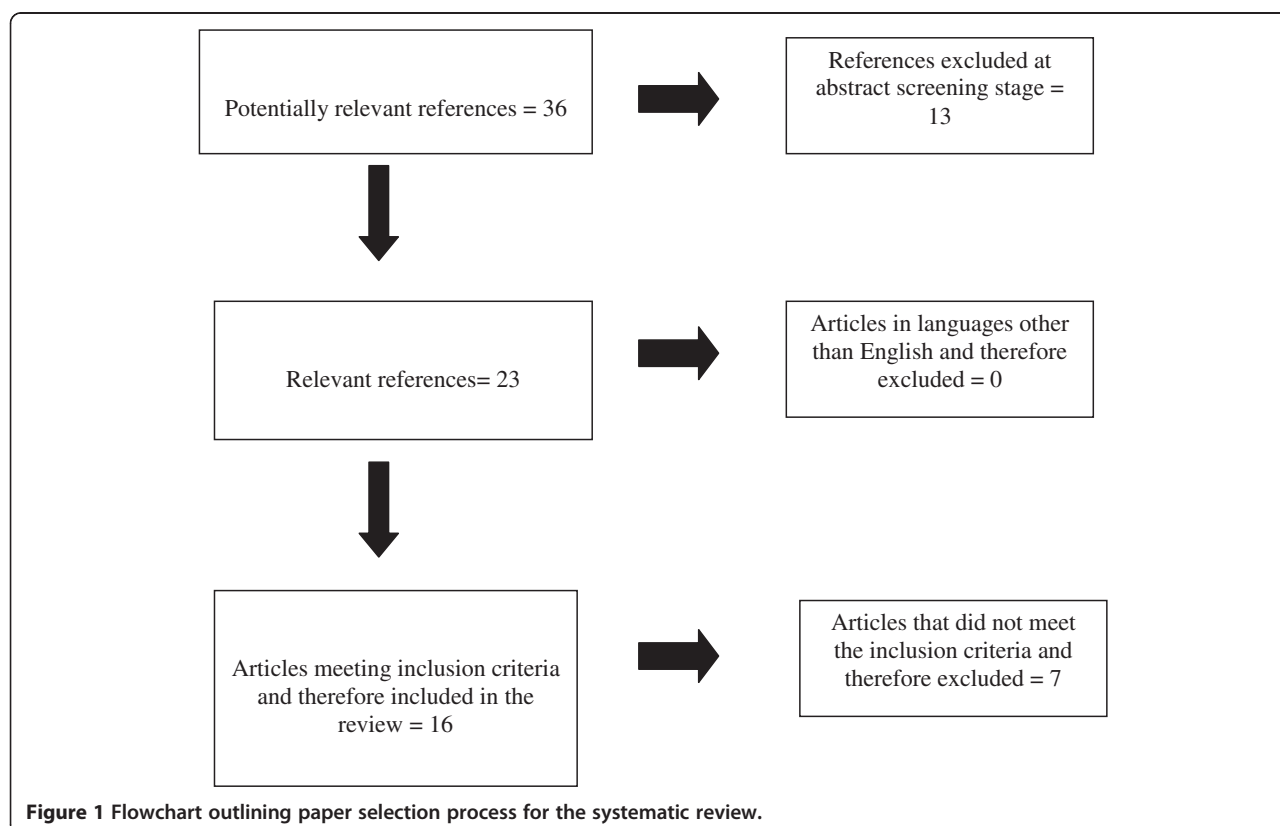 Potentially relevant references = 36
References excluded at
abstract screening stage =
13
Relevant references= 23
Articles in languages other
than English and therefore
excluded = 0
Articles meeting inclusion criteria
and therefore included in the
review = 16
Articles that did not meet
the inclusion criteria and
therefore excluded = 7
Figure 1 Flowchart outlining paper selection process for the systematic review.